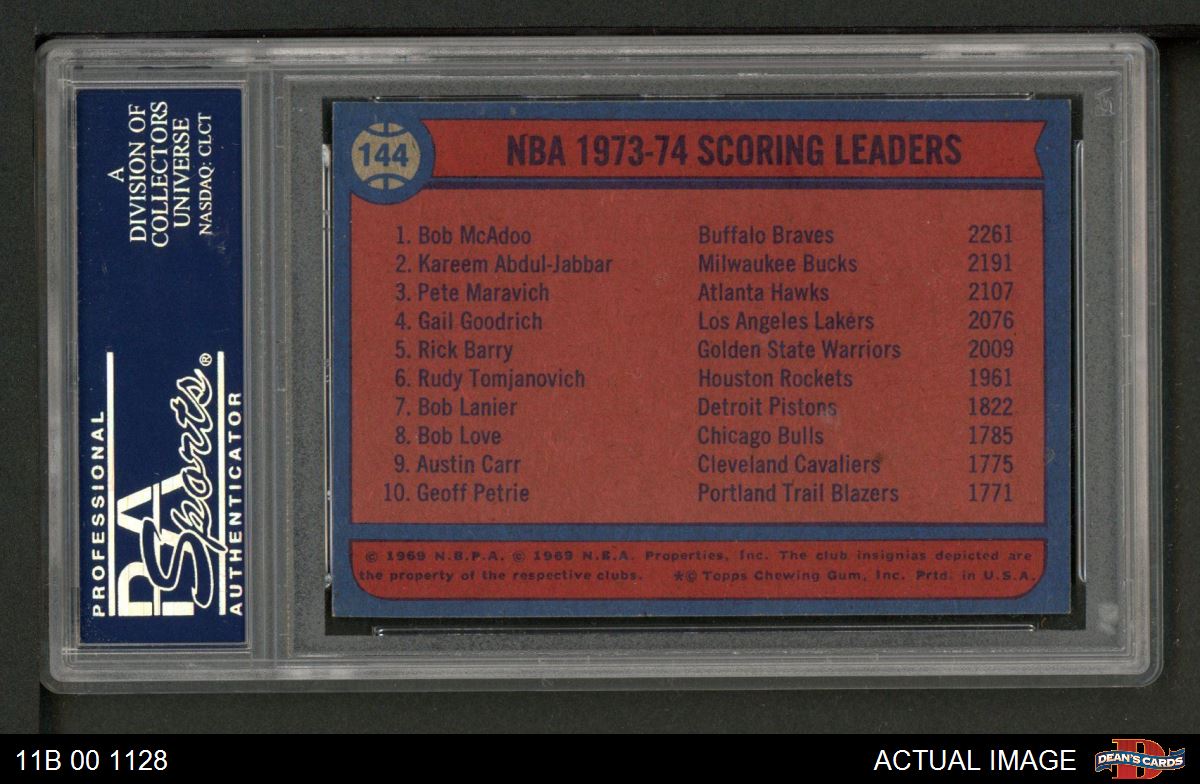 A
DIVISION OF
COLLECTORS
UNIVERSE
NASDAQ: CLCT
PROFESSIONAL
PSA
Sports®
AUTHENTICATOR
144
NBA 1973-74 SCORING LEADERS
1. Bob McAdoo Buffalo Braves 2261
2. Kareem Abdul-Jabbar Milwaukee Bucks 2191
3. Pete Maravich Atlanta Hawks 2107
4. Gail Goodrich Los Angeles Lakers 2076
5. Rick Barry Golden State Warriors 2009
6. Rudy Tomjanovich Houston Rockets 1961
7. Bob Lanier Detroit Pistons 1822
8. Bob Love Chicago Bulls 1785
9. Austin Carr Cleveland Cavaliers 1775
10. Geoff Petrie Portland Trail Blazers 1771
© 1969 N.B.P.A. © 1969 N.B.A. Properties, Inc. The club insignias depicted are
the property of the respective clubs. *© Topps Chewing Gum, Inc. Prtd. in U.S.A.
11B 00 1128
ACTUAL IMAGE
D
DEAN'S CARDS